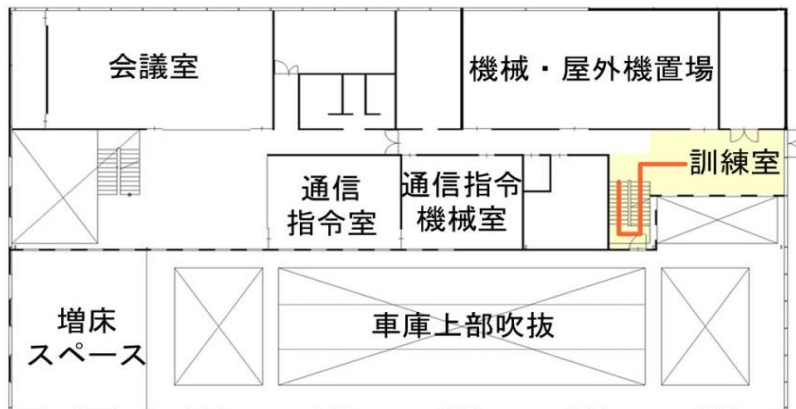 会議室
機械・屋外機置場
訓練室
通信
指令室
通信指令
機械室
増床
スペース
車庫上部吹抜